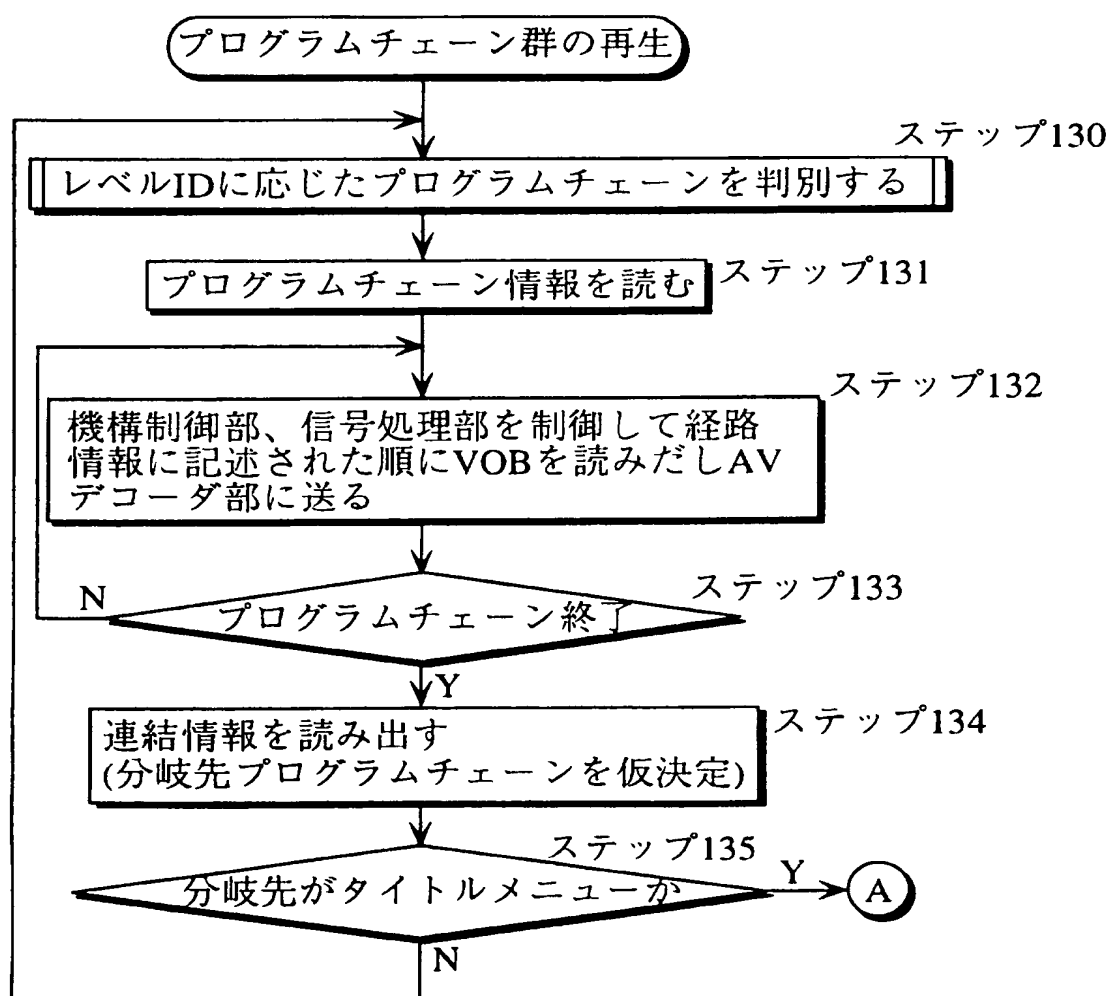 プログラムチェーン群の再生
ステップ130
レベルIDに応じたプログラムチェーンを判別する
プログラムチェーン情報を読む
ステップ131
ステップ132
機構制御部、信号処理部を制御して経路
情報に記述された順にVOBを読みだしAV
デコーダ部に送る
ステップ133
N
プログラムチェーン終了
Y
ステップ134
連結情報を読み出す
(分岐先プログラムチェーンを仮決定)
ステップ135
分岐先がタイトルメニューか
Y
A
N